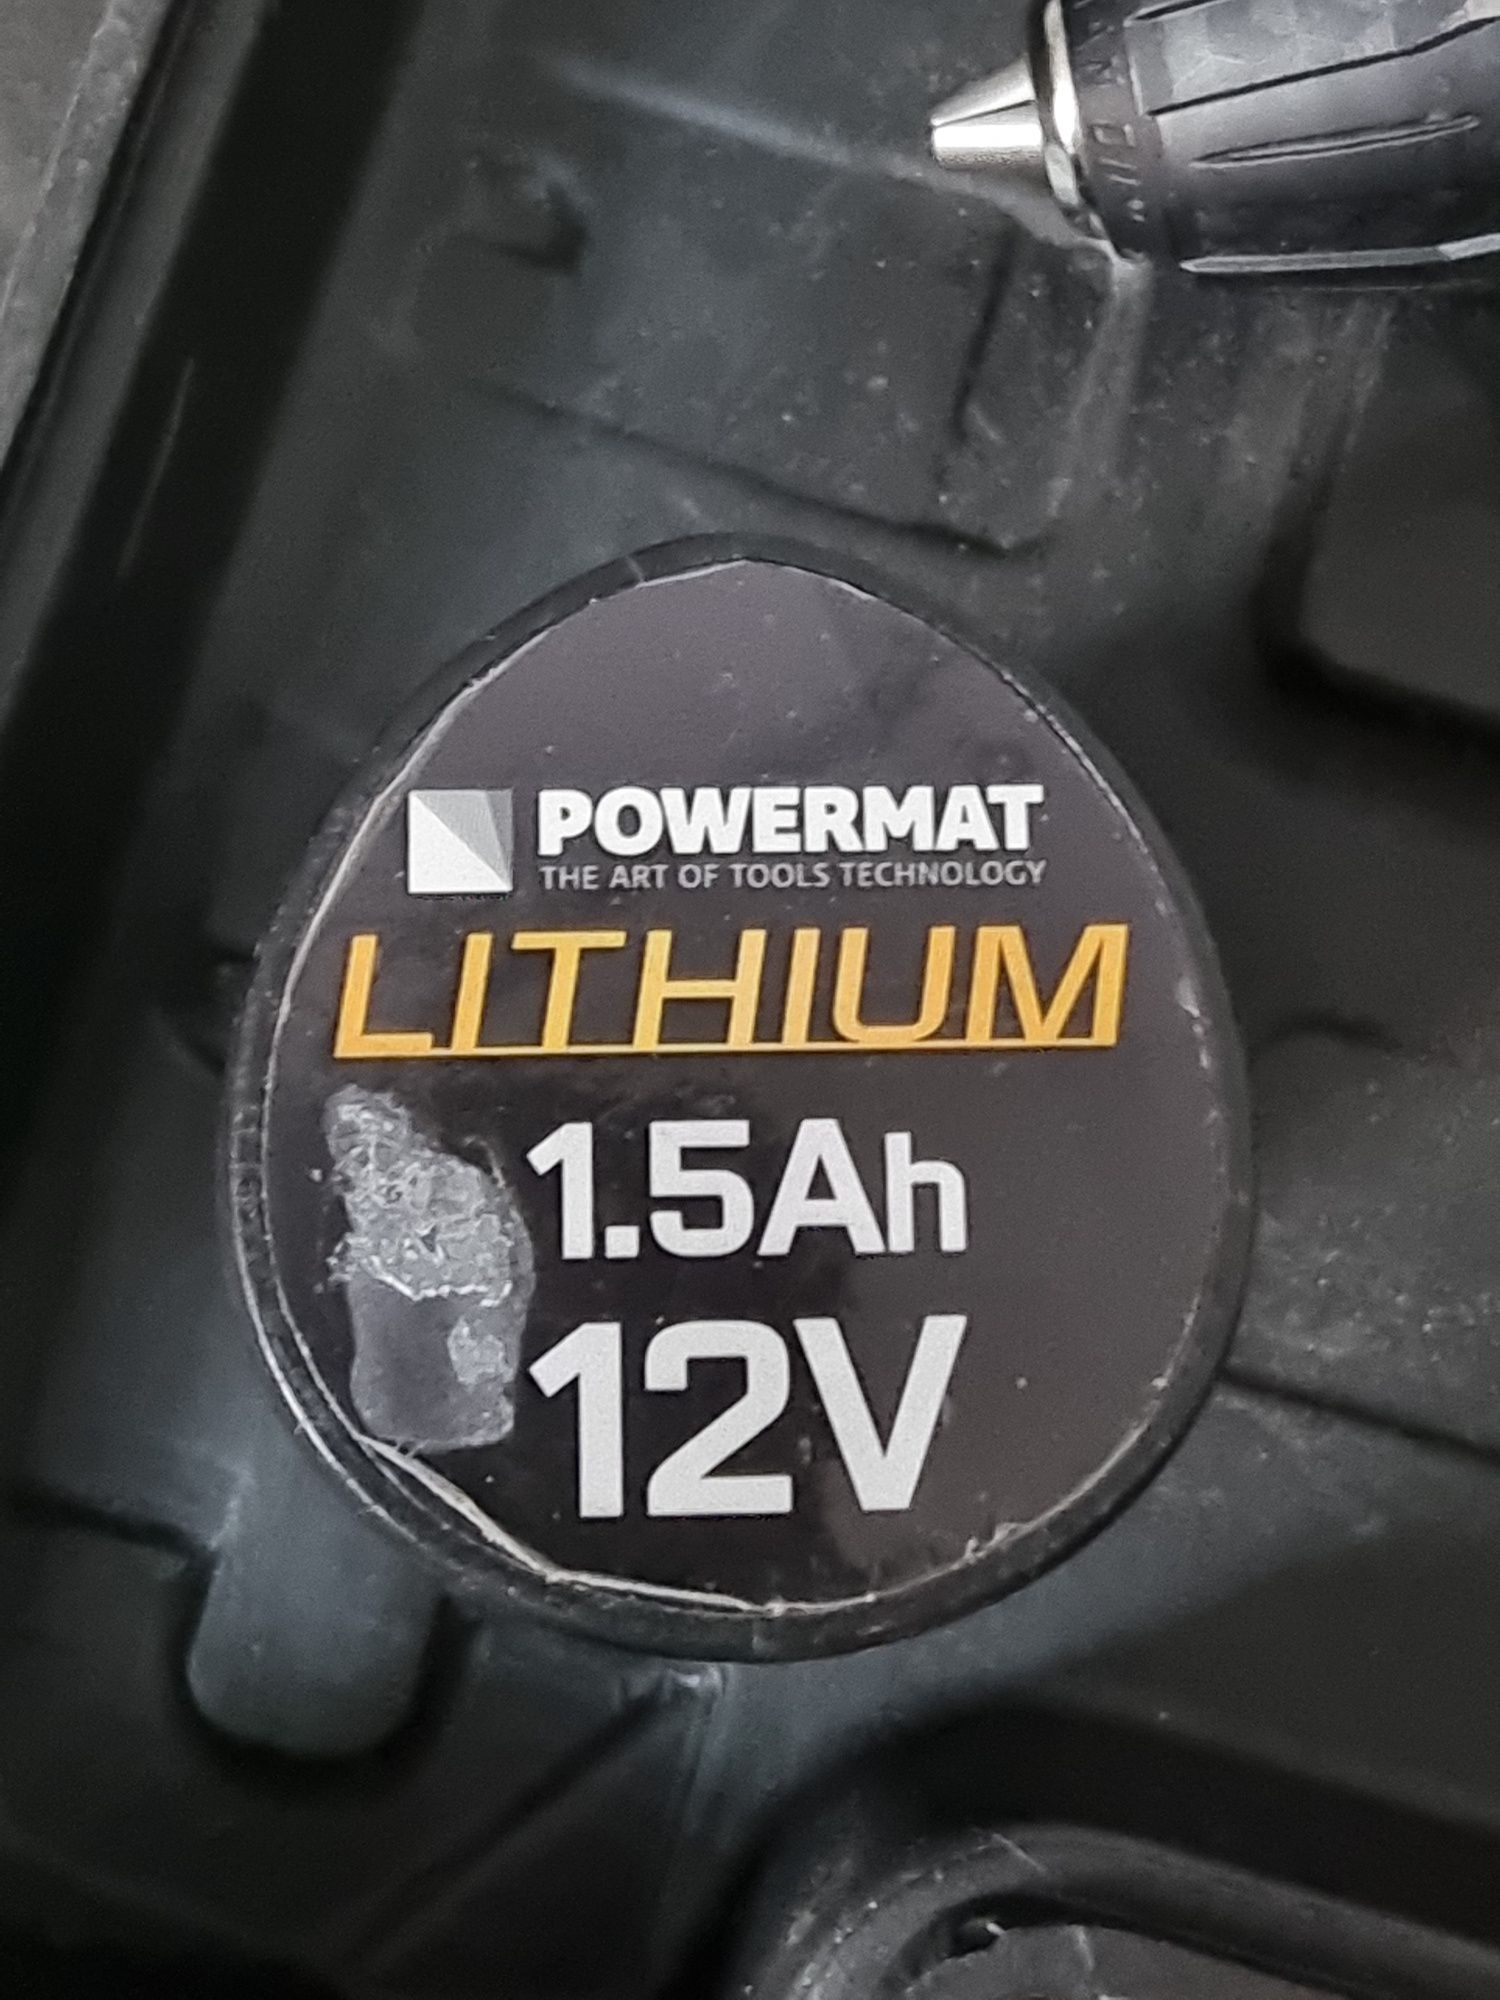 POWERMAT
THE ART OF TOOLS TECHNOLOGY
LITHIUM
1.5Ah
12V